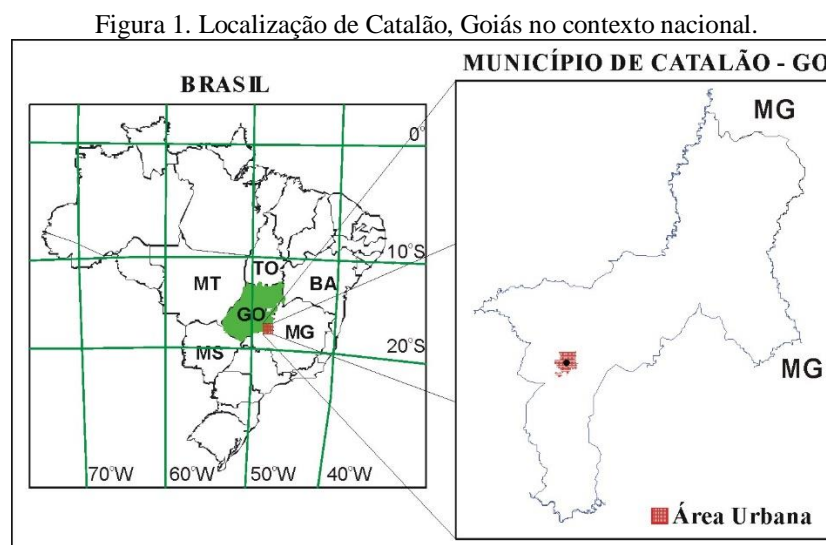 Figura 1. Localização de Catalão, Goiás no contexto nacional.
BRASIL
MUNICÍPIO DE CATALÃO - GO
MG
0°
10°S
TO
MT
BA
GO
MG
MS
20°S
MG
70°W
60°W
50°W
40°W
Área Urbana